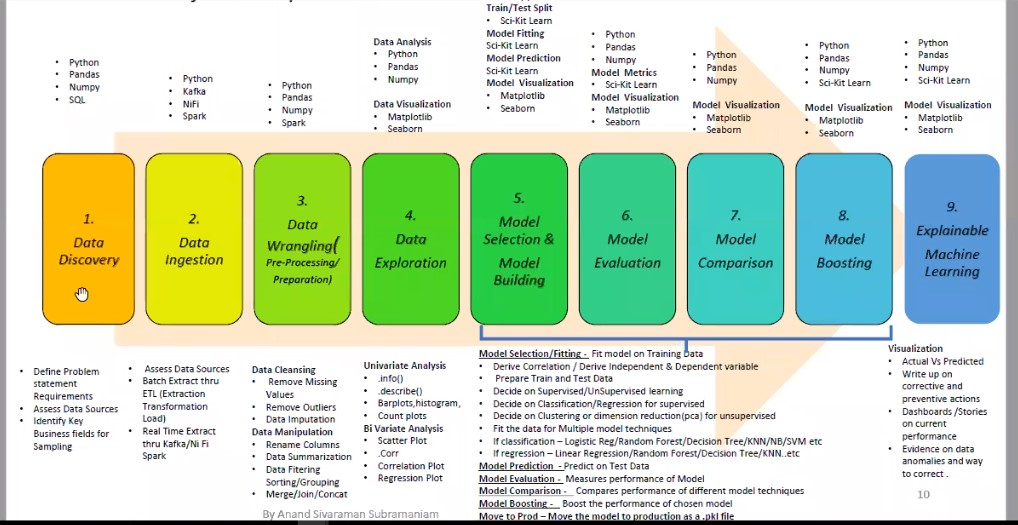 Train/Test Split
• Sci-Kit Learn
Model Fitting
Sci-Kit Learn
Model Prediction
Sci-Kit Learn
Model Visualization
• Matplotlib
• Seaborn
• Python
• Pandas
• Numpy
• SQL
• Python
• Kafka
• NiFi
• Spark
• Python
• Pandas
• Numpy
• Spark
Data Analysis
• Python
• Pandas
• Numpy
Data Visualization
• Matplotlib
• Seaborn
• Python
• Pandas
• Numpy
Model Metrics
• Sci-Kit Learn
Model Visualization
• Matplotlib
• Seaborn
• Python
• Pandas
• Numpy
Model Visualization
• Matplotlib
• Seaborn
• Python
• Pandas
• Numpy
• Sci-Kit Learn
Model Visualization
• Matplotlib
• Seaborn
• Python
• Pandas
• Numpy
• Sci-Kit Learn
Model Visualization
• Matplotlib
• Seaborn
1.
Data
Discovery
2.
Data
Ingestion
3.
Data
Wrangling(
Pre-Processing/
Preparation)
4.
Data
Exploration
5.
Model
Selection &
Model
Building
6.
Model
Evaluation
7.
Model
Comparison
8.
Model
Boosting
9.
Explainable
Machine
Learning
• Define Problem
statement
Requirements
• Assess Data Sources
• Identify Key
Business fields for
Sampling
• Assess Data Sources
• Batch Extract thru
ETL (Extraction
Transformation
Load)
• Real Time Extract
thru Kafka/Ni Fi
Spark
Data Cleansing
• Remove Missing
Values
• Remove Outliers
• Data Imputation
Data Manipulation
• Rename Columns
• Data Summarization
• Data Fitering
Sorting/Grouping
• Merge/Join/Concat
Univariate Analysis
• .info()
• .describe()
• Barplots,histogram,
• Count plots
Bi Variate Analysis
• Scatter Plot
• .Corr
• Correlation Plot
• Regression Plot
Model Selection/Fitting - Fit model on Training Data
• Derive Correlation / Derive Independent & Dependent variable
• Prepare Train and Test Data
• Decide on Supervised/UnSupervised learning
• Decide on Classification/Regression for supervised
• Decide on Clustering or dimension reduction(pca) for unsupervised
• Fit the data for Multiple model techniques
• If classification – Logistic Reg/Random Forest/Decision Tree/KNN/NB/SVM etc
• If regression – Linear Regression/Random Forest/Decision Tree/KNN..etc
Model Prediction - Predict on Test Data
Model Evaluation - Measures performance of Model
Model Comparison - Compares performance of different model techniques
Model Boosting - Boost the performance of chosen model
Move to Prod – Move the model to production as a .pkl file
Visualization
• Actual Vs Predicted
• Write up on
corrective and
preventive actions
• Dashboards /Stories
on current
performance
• Evidence on data
anomalies and way
to correct .
10
By Anand Sivaraman Subramaniam